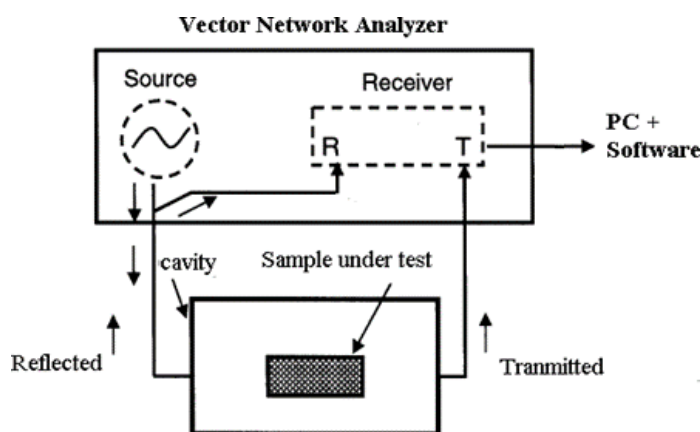 Vector Network Analyzer
Source
Receiver
R T
PC +
Software
cavity
Sample under test
Reflected
Tranmitted